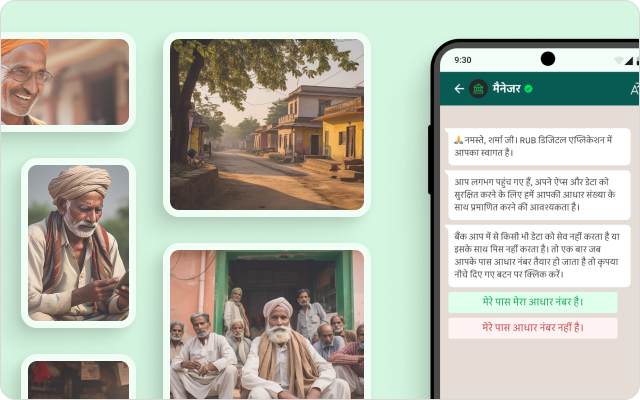 9:30
मैनेजर
🙏 नमस्ते, शर्मा जी। RUB डिजिटल एप्लिकेशन में
आपका स्वागत है।
आप लगभग पहुंच गए हैं, अपने ऐप्स और डेटा को
सुरक्षित करने के लिए हमें आपकी आधार संख्या के
साथ प्रमाणित करने की आवश्यकता है।
बैंक आप में से किसी भी डेटा को सेव नहीं करता है या
इसके साथ मिस नहीं करता है। तो एक बार जब
आपके पास आधार नंबर तैयार हो जाता है तो कृपया
नीचे दिए गए बटन पर क्लिक करें।
मेरे पास मेरा आधार नंबर है।
मेरे पास आधार नंबर नहीं है।